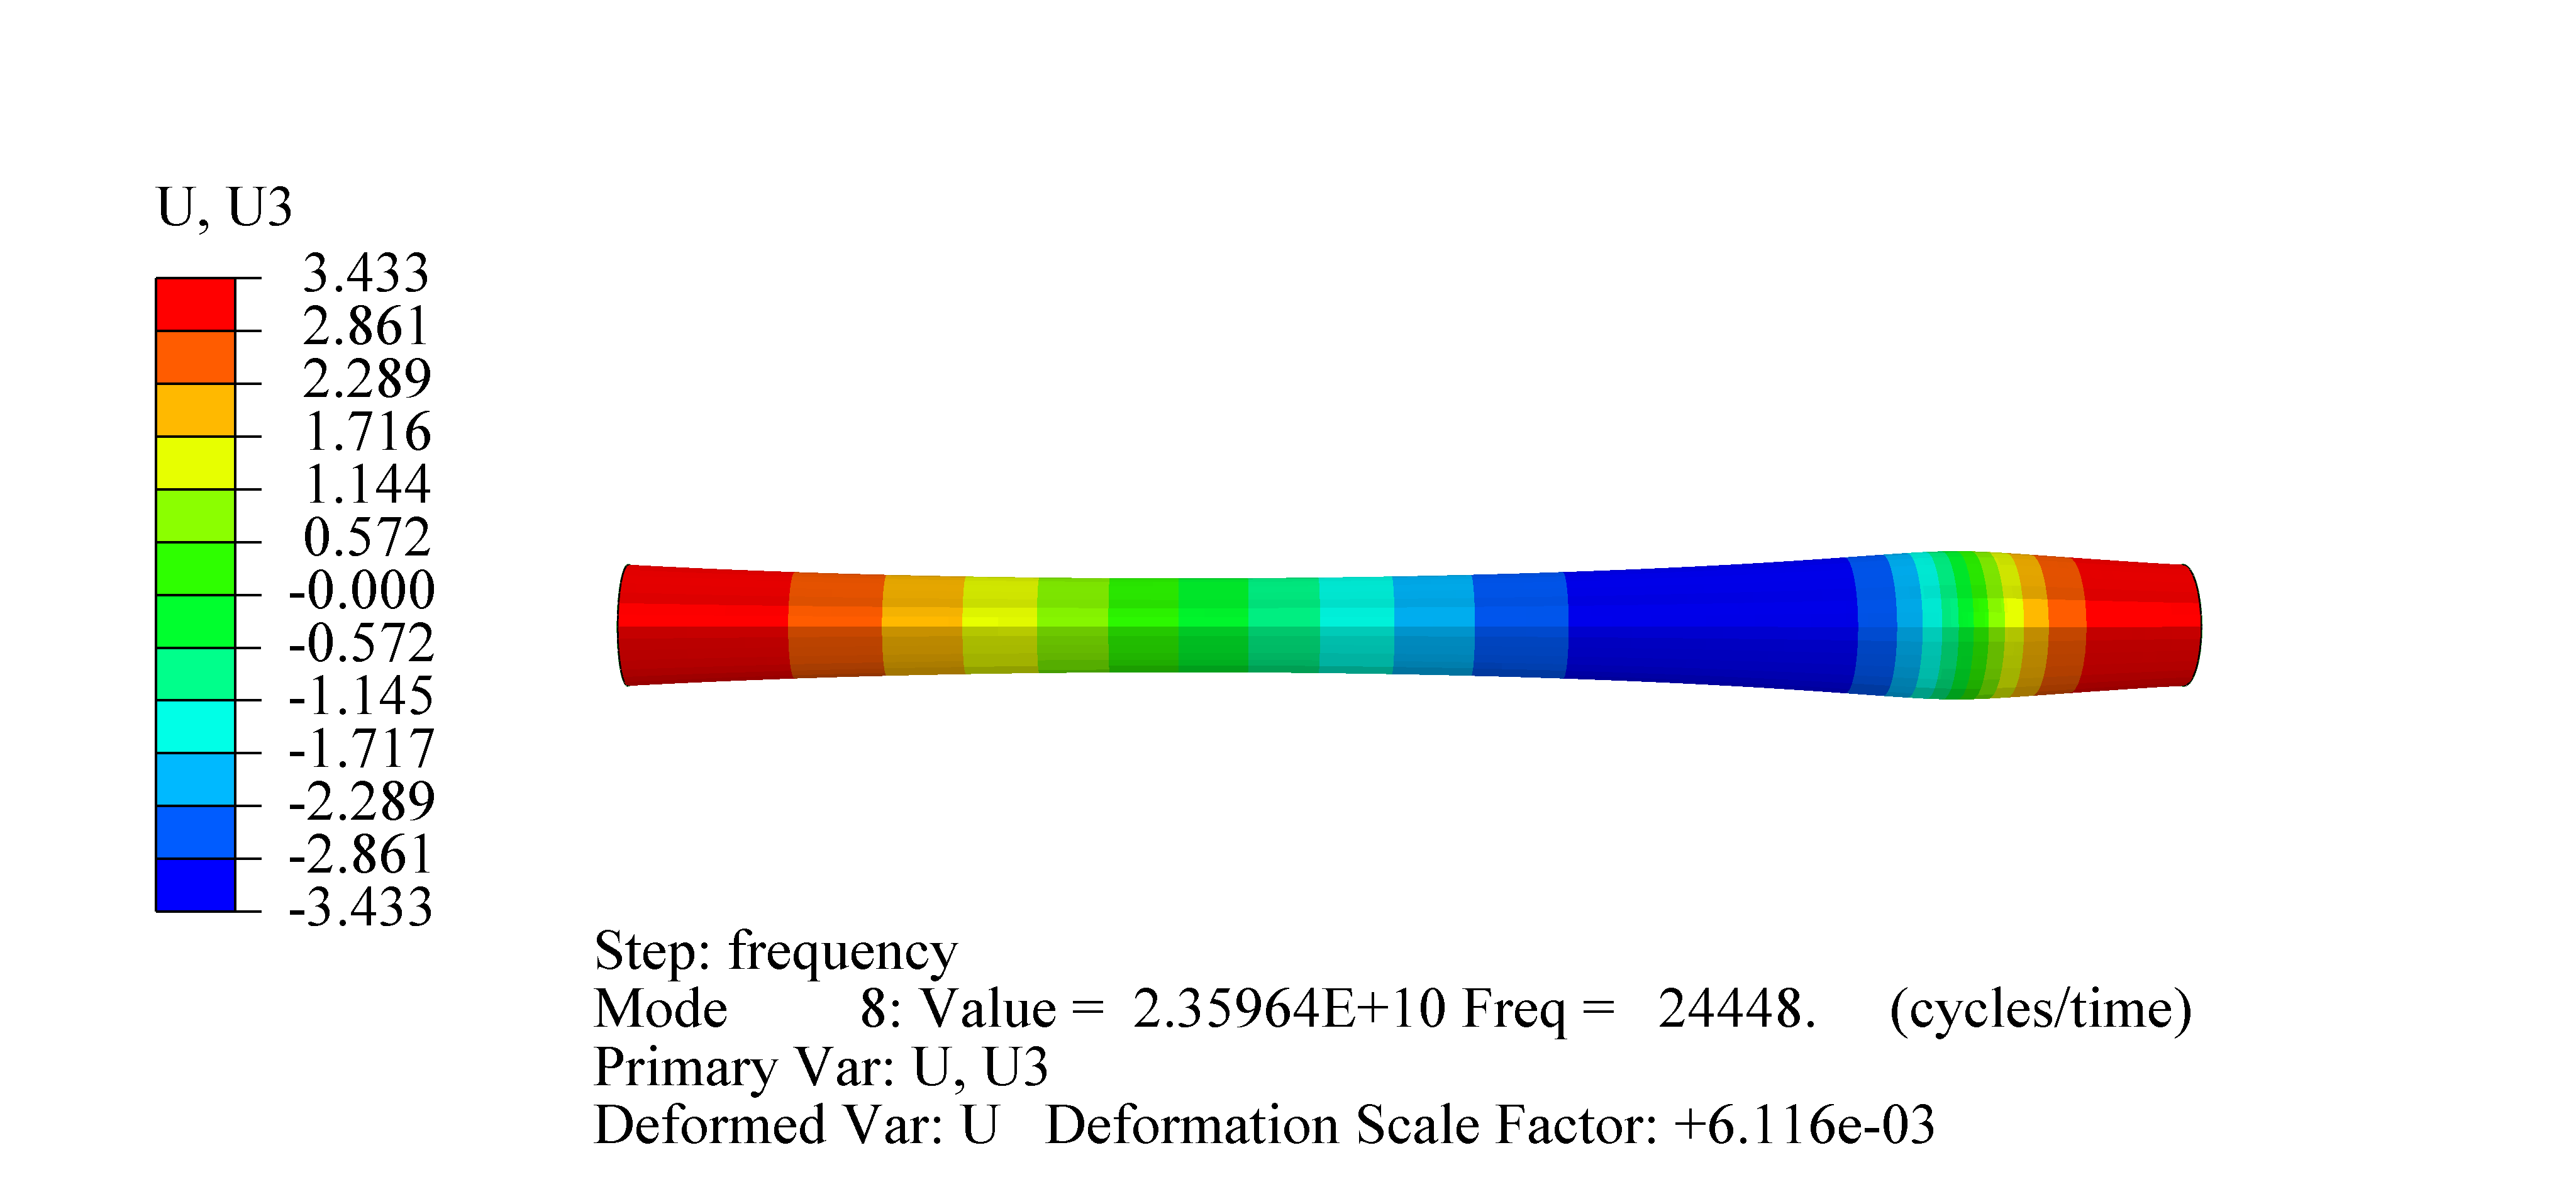 U, U3
3.433
2.861
2.289
1.716
1.144
0.572
-0.000
-0.572
-1.145
-1.717
-2.289
-2.861
-3.433
Step: frequency
Mode 8: Value = 2.35964E+10 Freq = 24448. (cycles/time)
Primary Var: U, U3
Deformed Var: U Deformation Scale Factor: +6.116e-03